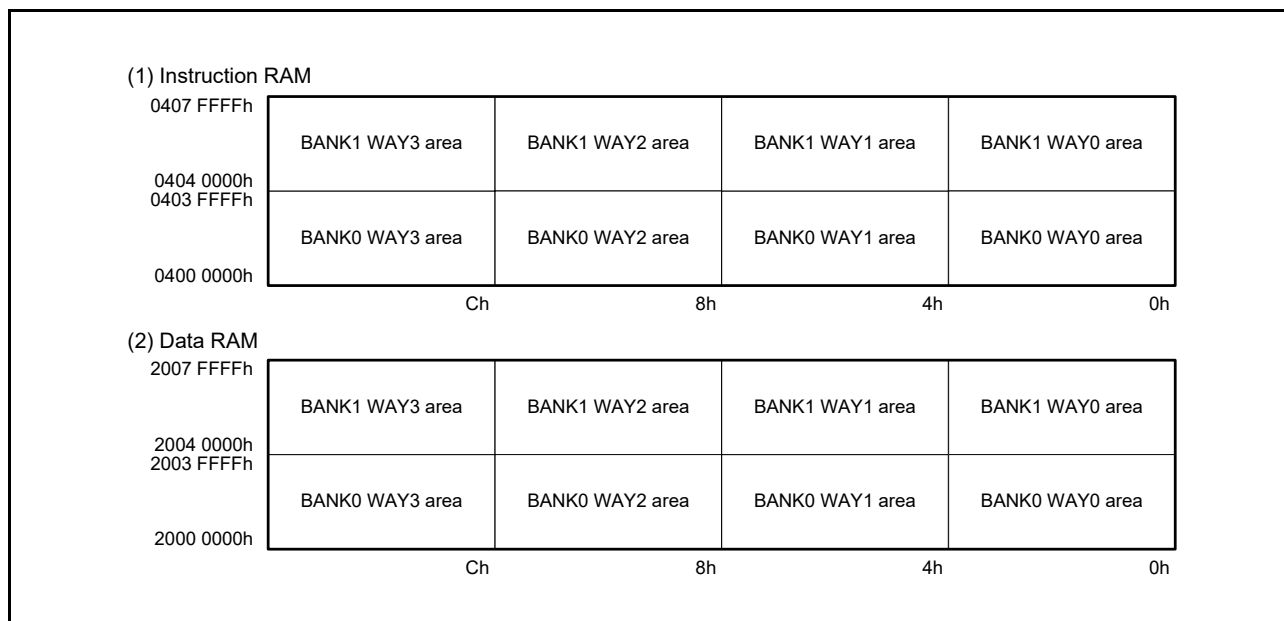 (1) Instruction RAM
0407 FFFFh
BANK1 WAY3 area BANK1 WAY2 area BANK1 WAY1 area BANK1 WAY0 area
0404 0000h
0403 FFFFh
BANK0 WAY3 area BANK0 WAY2 area BANK0 WAY1 area BANK0 WAY0 area
0400 0000h
Ch 8h 4h 0h
(2) Data RAM
2007 FFFFh
BANK1 WAY3 area BANK1 WAY2 area BANK1 WAY1 area BANK1 WAY0 area
2004 0000h
2003 FFFFh
BANK0 WAY3 area BANK0 WAY2 area BANK0 WAY1 area BANK0 WAY0 area
2000 0000h
Ch 8h 4h 0h